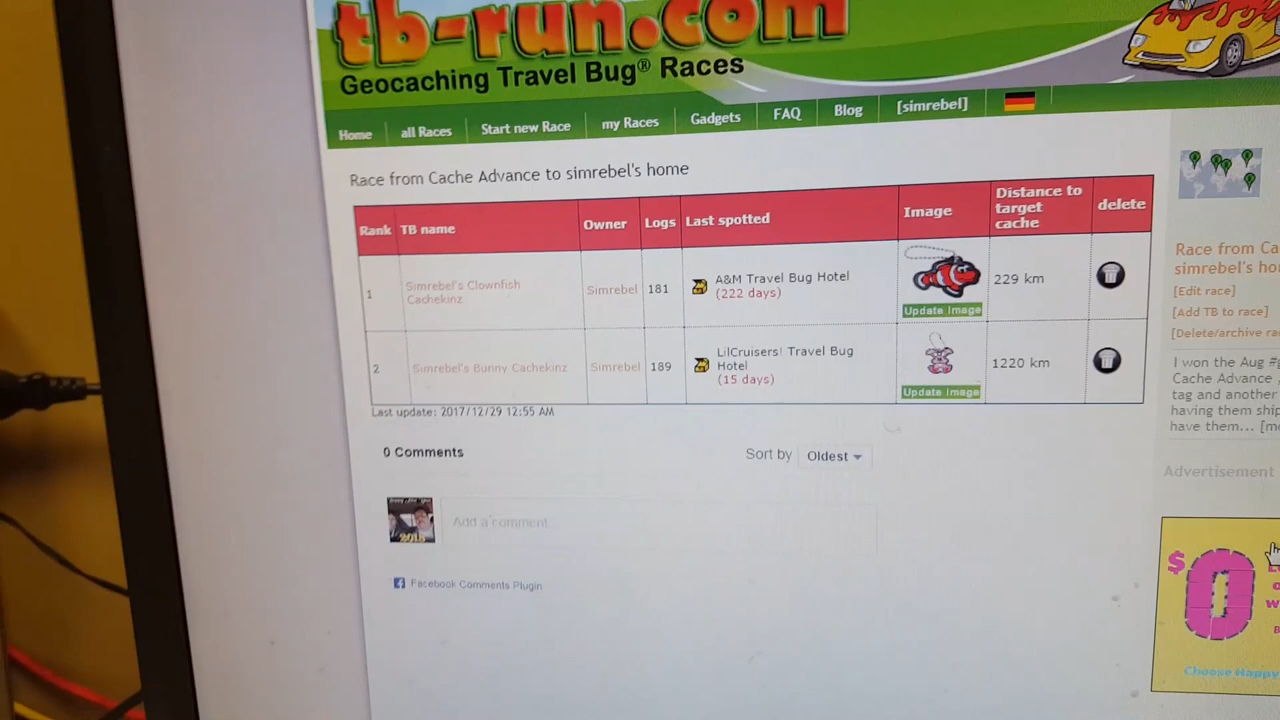 tb-run.com
Geocaching Travel Bug® Races
Home all Races Start new Race my Races Gadgets FAQ Blog [simrebel]
Race from Cache Advance to simrebel's home
Rank TB name Owner Logs Last spotted Image Distance to target cache delete
1 Simrebel's Clownfish Cachekinz Simrebel 181 A&M Travel Bug Hotel (222 days) Update Image 229 km
2 Simrebel's Bunny Cachekinz Simrebel 189 LilCruisers! Travel Bug Hotel (15 days) Update Image 1220 km
Last update: 2017/12/29 12:55 AM
0 Comments
Sort by Oldest
Add a comment...
2018
Facebook Comments Plugin
Race from Ca
simrebel's ho
[Edit race]
[Add TB to race]
[Delete/archive ra
I won the Aug #g
Cache Advance
tag and another
having them ship
have them... [mo
Advertisement
$0
Choose Happy